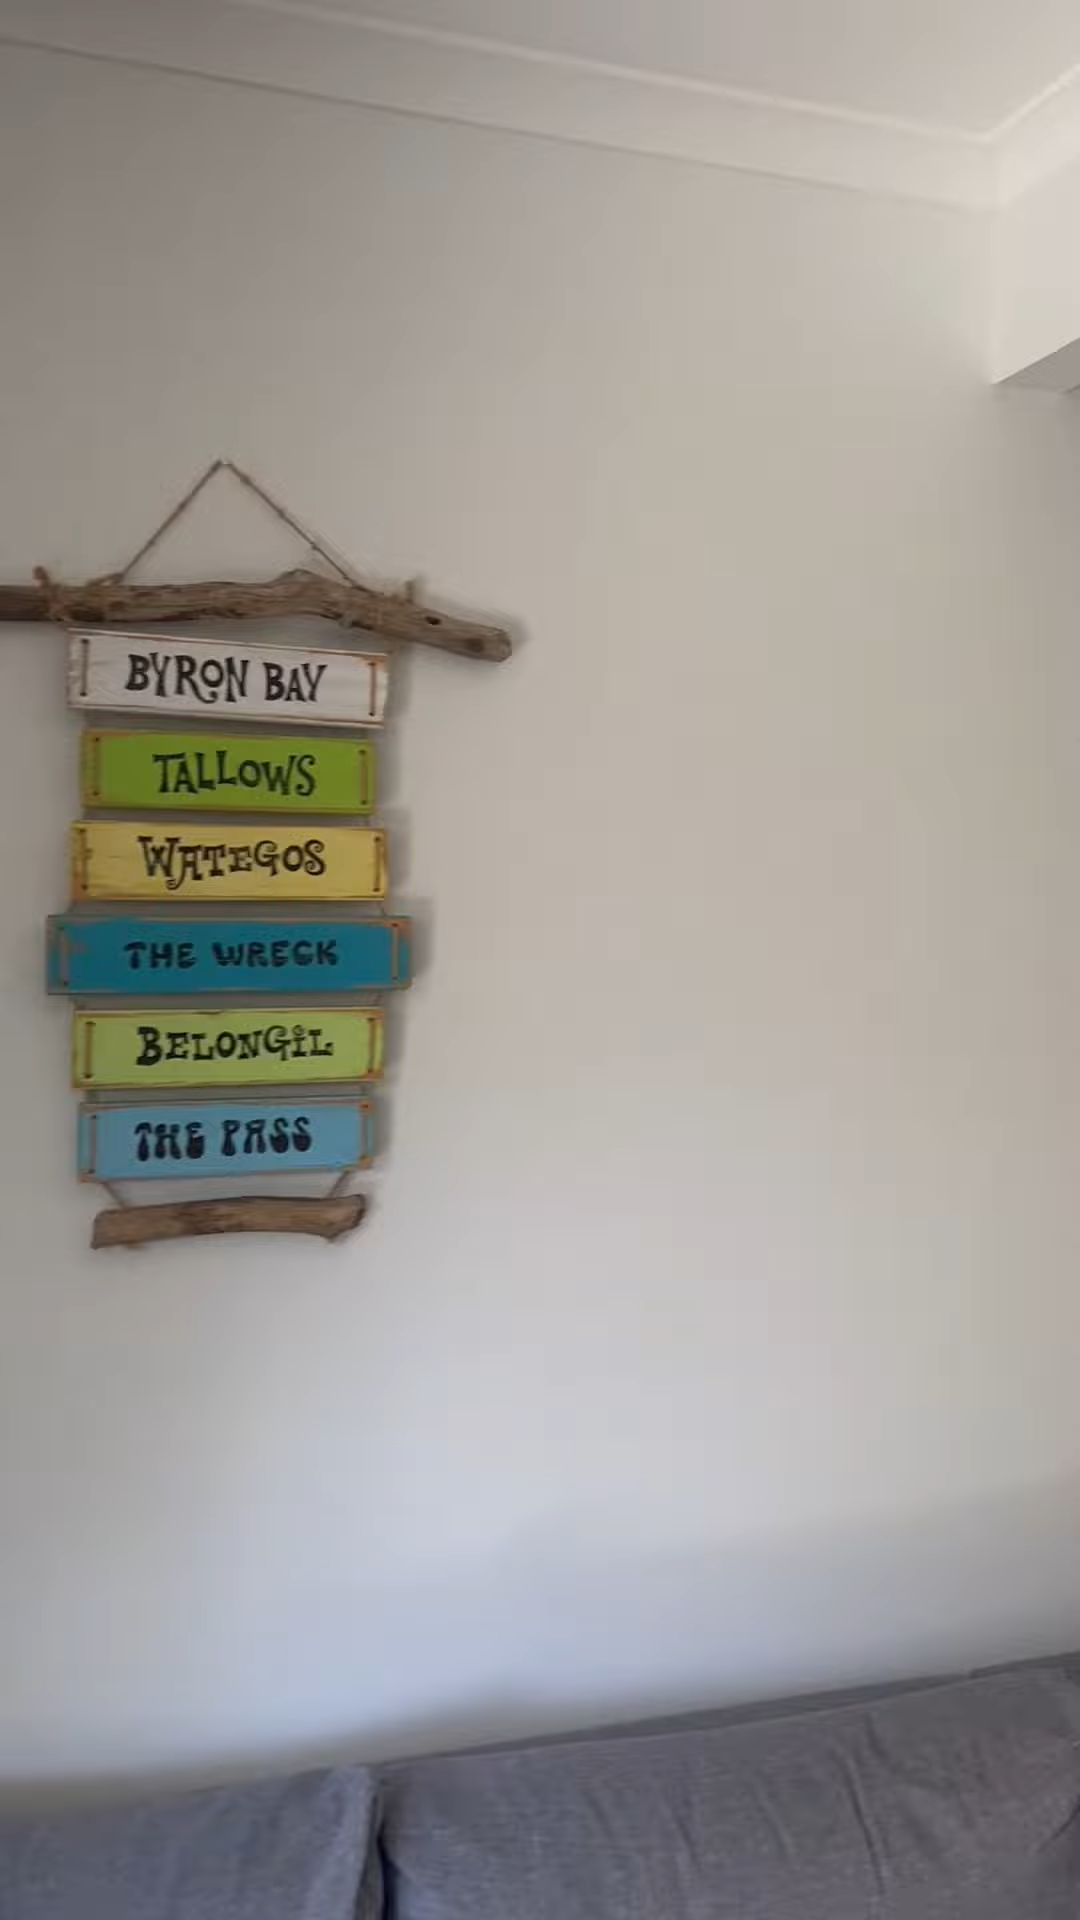 BYRON BAY
TALLOWS
WATEGOS
THE WRECK
BELONGiL
THE PASS